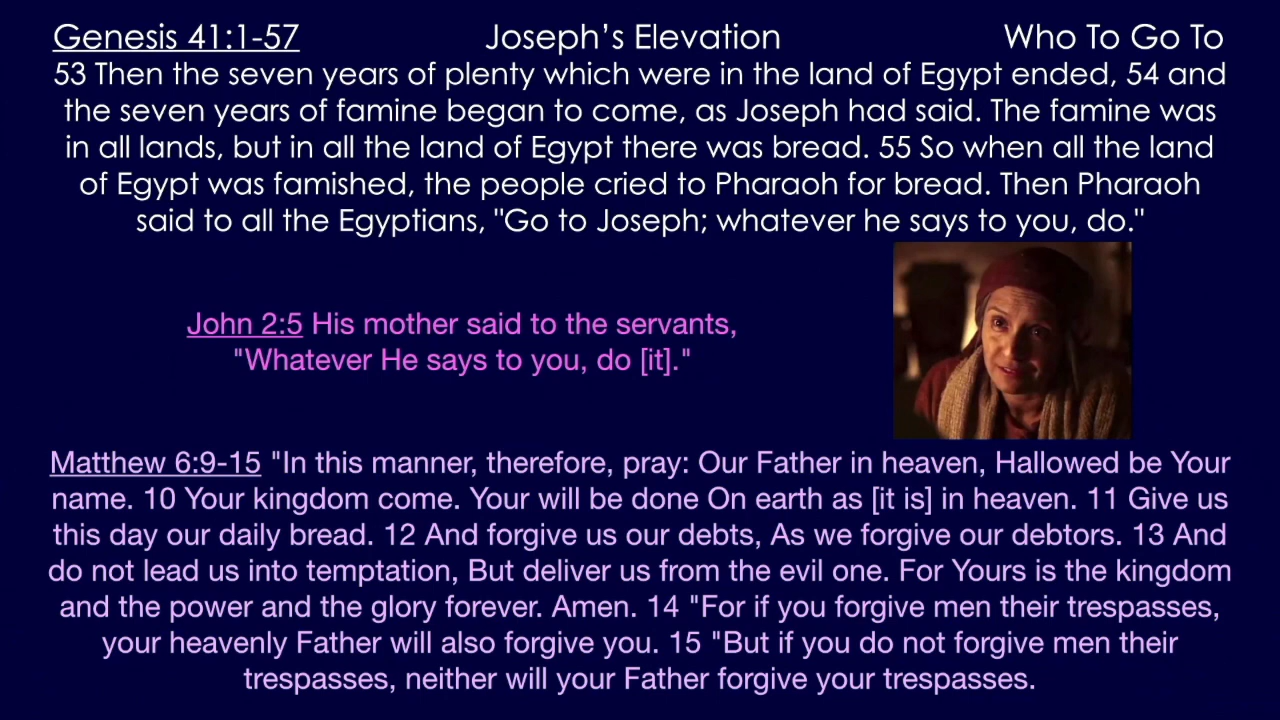 Genesis 41:1-57 Joseph’s Elevation Who To Go To
53 Then the seven years of plenty which were in the land of Egypt ended, 54 and
the seven years of famine began to come, as Joseph had said. The famine was
in all lands, but in all the land of Egypt there was bread. 55 So when all the land
of Egypt was famished, the people cried to Pharaoh for bread. Then Pharaoh
said to all the Egyptians, "Go to Joseph; whatever he says to you, do."
John 2:5 His mother said to the servants,
"Whatever He says to you, do [it]."
Matthew 6:9-15 "In this manner, therefore, pray: Our Father in heaven, Hallowed be Your
name. 10 Your kingdom come. Your will be done On earth as [it is] in heaven. 11 Give us
this day our daily bread. 12 And forgive us our debts, As we forgive our debtors. 13 And
do not lead us into temptation, But deliver us from the evil one. For Yours is the kingdom
and the power and the glory forever. Amen. 14 "For if you forgive men their trespasses,
your heavenly Father will also forgive you. 15 "But if you do not forgive men their
trespasses, neither will your Father forgive your trespasses.